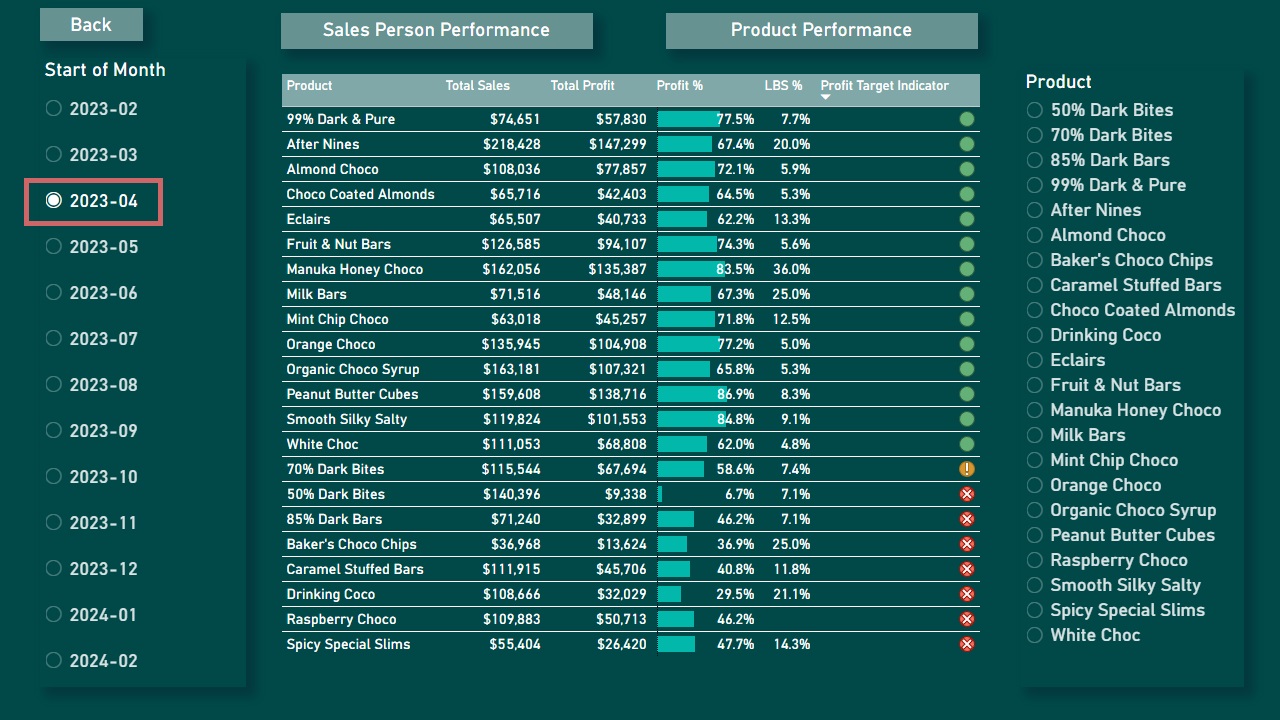 Back
Sales Person Performance
Product Performance
Start of Month
2023-02
2023-03
2023-04
2023-05
2023-06
2023-07
2023-08
2023-09
2023-10
2023-11
2023-12
2024-01
2024-02
Product Total Sales Total Profit Profit % LBS % Profit Target Indicator
99% Dark & Pure $74,651 $57,830 77.5% 7.7%
After Nines $218,428 $147,299 67.4% 20.0%
Almond Choco $108,036 $77,857 72.1% 5.9%
Choco Coated Almonds $65,716 $42,403 64.5% 5.3%
Eclairs $65,507 $40,733 62.2% 13.3%
Fruit & Nut Bars $126,585 $94,107 74.3% 5.6%
Manuka Honey Choco $162,056 $135,387 83.5% 36.0%
Milk Bars $71,516 $48,146 67.3% 25.0%
Mint Chip Choco $63,018 $45,257 71.8% 12.5%
Orange Choco $135,945 $104,908 77.2% 5.0%
Organic Choco Syrup $163,181 $107,321 65.8% 5.3%
Peanut Butter Cubes $159,608 $138,716 86.9% 8.3%
Smooth Silky Salty $119,824 $101,553 84.8% 9.1%
White Choc $111,053 $68,808 62.0% 4.8%
70% Dark Bites $115,544 $67,694 58.6% 7.4%
50% Dark Bites $140,396 $9,338 6.7% 7.1%
85% Dark Bars $71,240 $32,899 46.2% 7.1%
Baker's Choco Chips $36,968 $13,624 36.9% 25.0%
Caramel Stuffed Bars $111,915 $45,706 40.8% 11.8%
Drinking Coco $108,666 $32,029 29.5% 21.1%
Raspberry Choco $109,883 $50,713 46.2%
Spicy Special Slims $55,404 $26,420 47.7% 14.3%
Product
50% Dark Bites
70% Dark Bites
85% Dark Bars
99% Dark & Pure
After Nines
Almond Choco
Baker's Choco Chips
Caramel Stuffed Bars
Choco Coated Almonds
Drinking Coco
Eclairs
Fruit & Nut Bars
Manuka Honey Choco
Milk Bars
Mint Chip Choco
Orange Choco
Organic Choco Syrup
Peanut Butter Cubes
Raspberry Choco
Smooth Silky Salty
Spicy Special Slims
White Choc